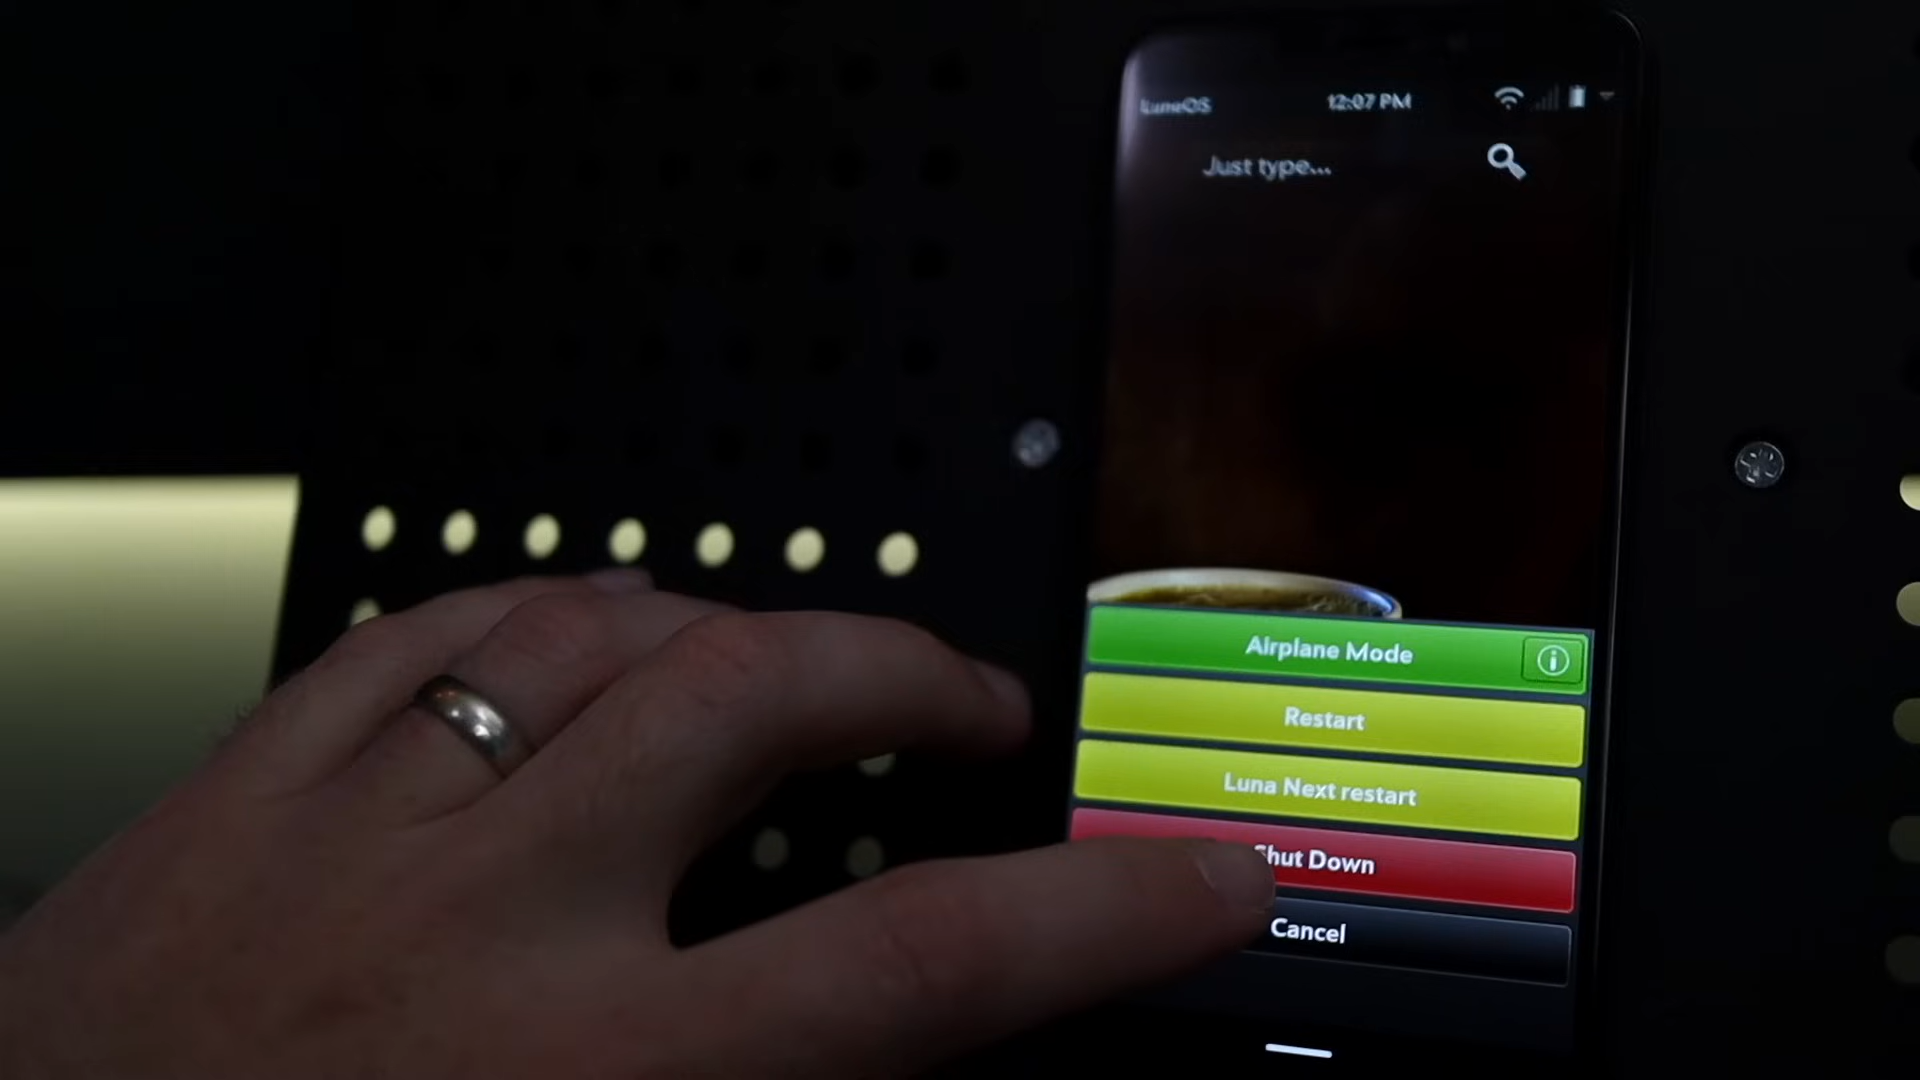 LuneOS
12:07 PM
Just type...
Airplane Mode
Restart
Luna Next restart
Shut Down
Cancel